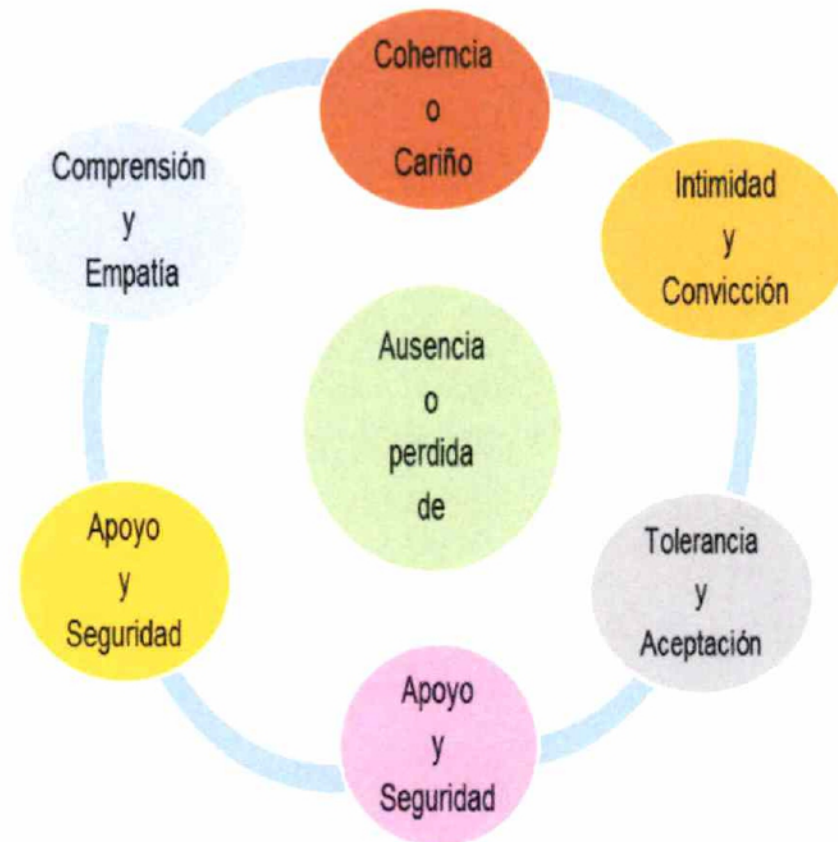 Coherncia
o
Cariño
Intimidad
y
Convicción
Tolerancia
y
Aceptación
Apoyo
y
Seguridad
Apoyo
y
Seguridad
Comprensión
y
Empatía
Ausencia
o
perdida
de